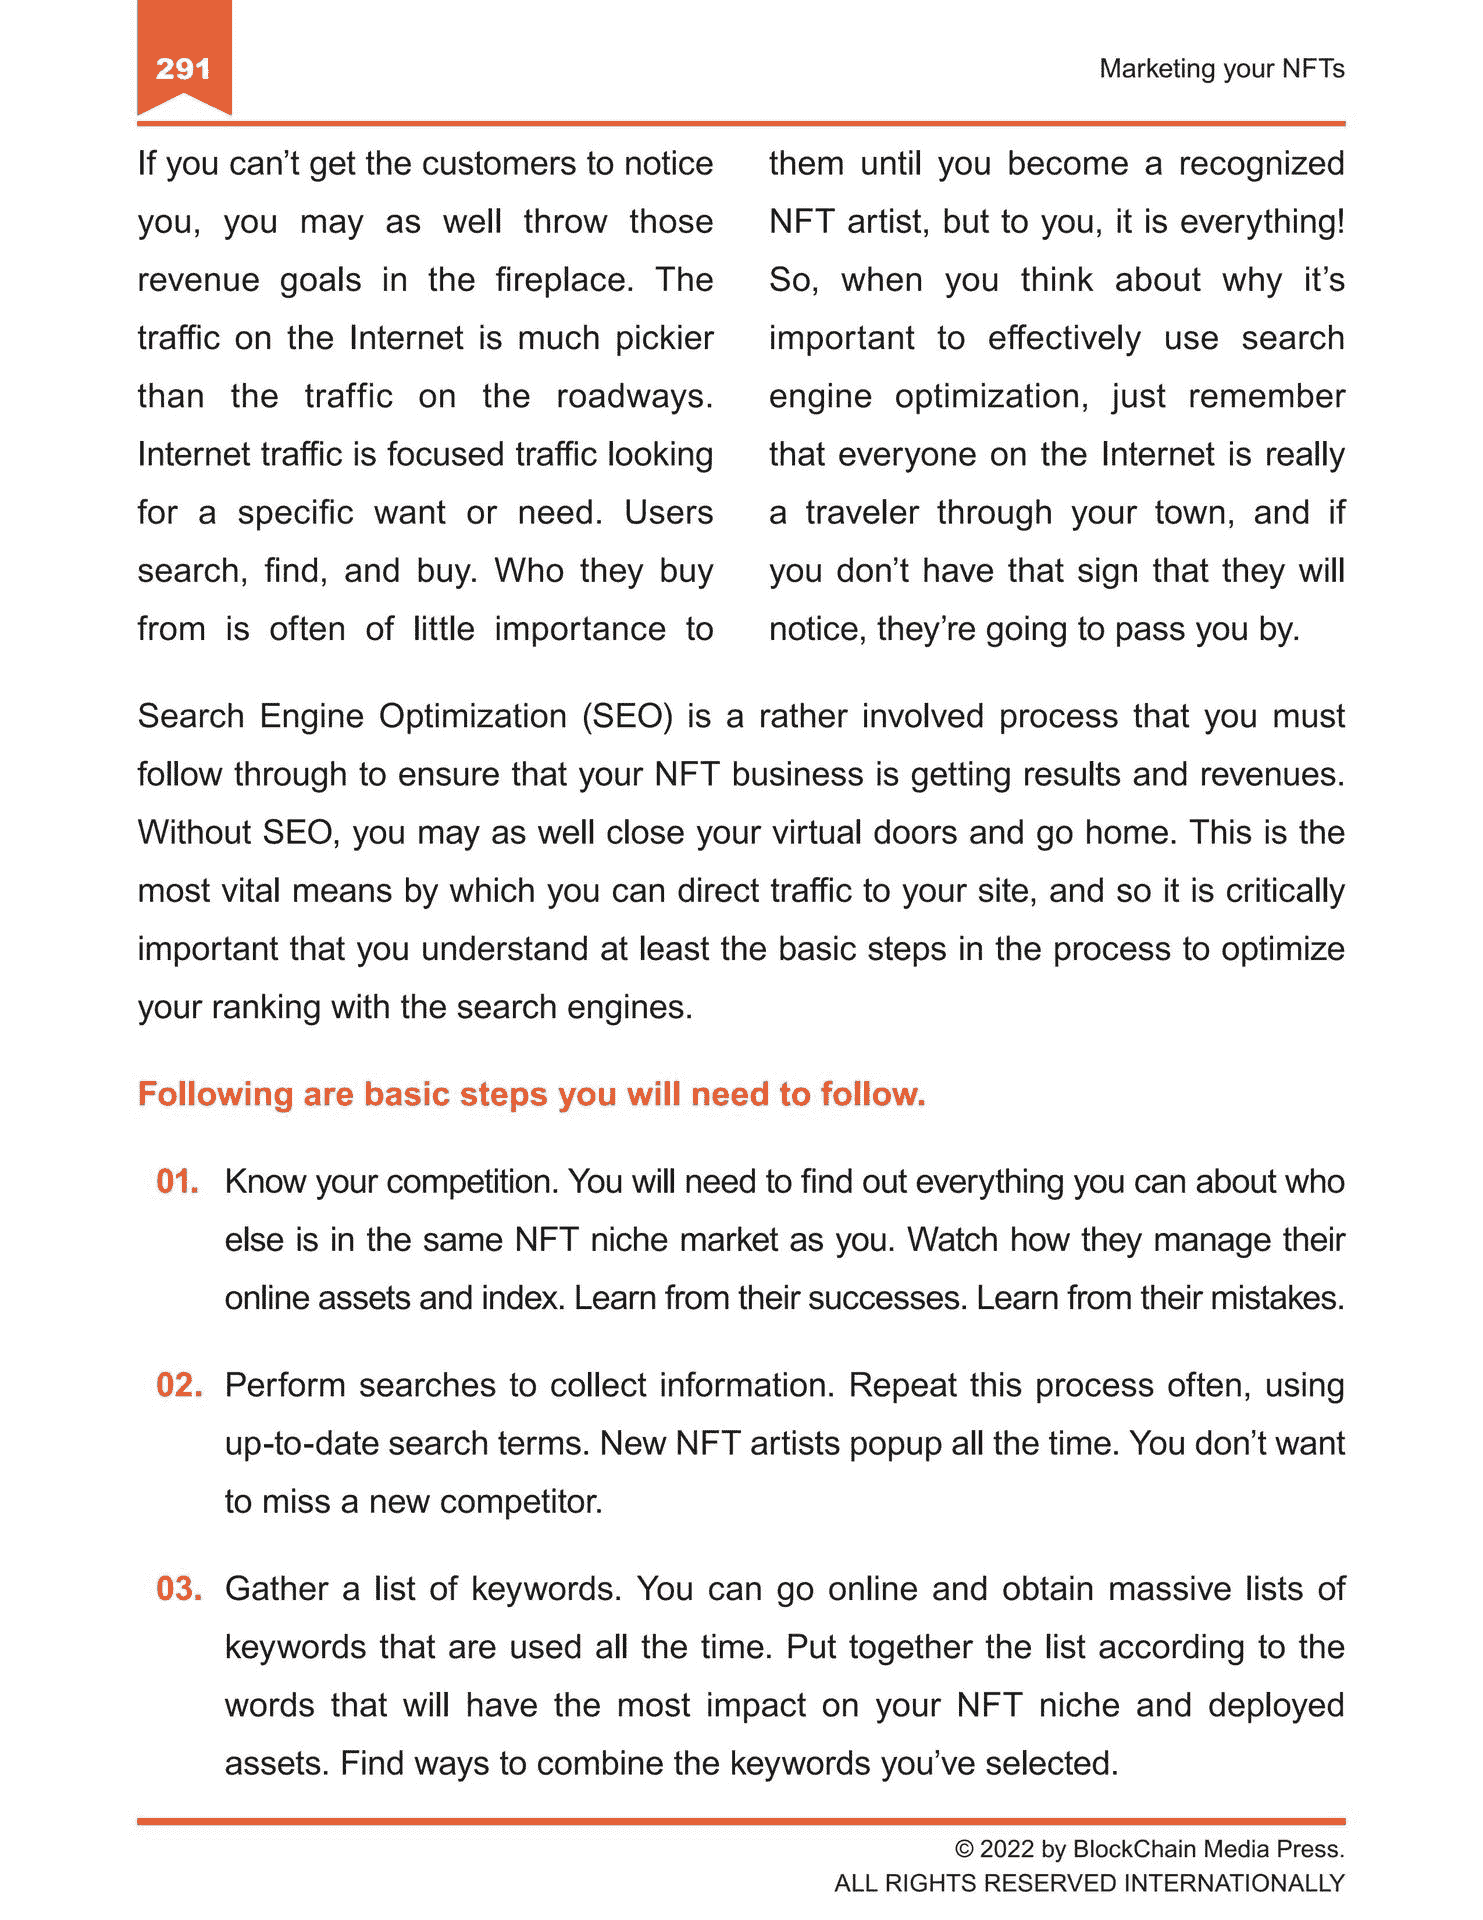 291
Marketing your NFTs
If you can’t get the customers to notice
you, you may as well throw those
revenue goals in the fireplace. The
traffic on the Internet is much pickier
than the traffic on the roadways.
Internet traffic is focused traffic looking
for a specific want or need. Users
search, find, and buy. Who they buy
from is often of little importance to
them until you become a recognized
NFT artist, but to you, it is everything!
So, when you think about why it’s
important to effectively use search
engine optimization, just remember
that everyone on the Internet is really
a traveler through your town, and if
you don’t have that sign that they will
notice, they’re going to pass you by.
Search Engine Optimization (SEO) is a rather involved process that you must
follow through to ensure that your NFT business is getting results and revenues.
Without SEO, you may as well close your virtual doors and go home. This is the
most vital means by which you can direct traffic to your site, and so it is critically
important that you understand at least the basic steps in the process to optimize
your ranking with the search engines.
Following are basic steps you will need to follow.
01. Know your competition. You will need to find out everything you can about who
else is in the same NFT niche market as you. Watch how they manage their
online assets and index. Learn from their successes. Learn from their mistakes.
02. Perform searches to collect information. Repeat this process often, using
up-to-date search terms. New NFT artists popup all the time. You don’t want
to miss a new competitor.
03. Gather a list of keywords. You can go online and obtain massive lists of
keywords that are used all the time. Put together the list according to the
words that will have the most impact on your NFT niche and deployed
assets. Find ways to combine the keywords you’ve selected.
© 2022 by BlockChain Media Press.
ALL RIGHTS RESERVED INTERNATIONALLY